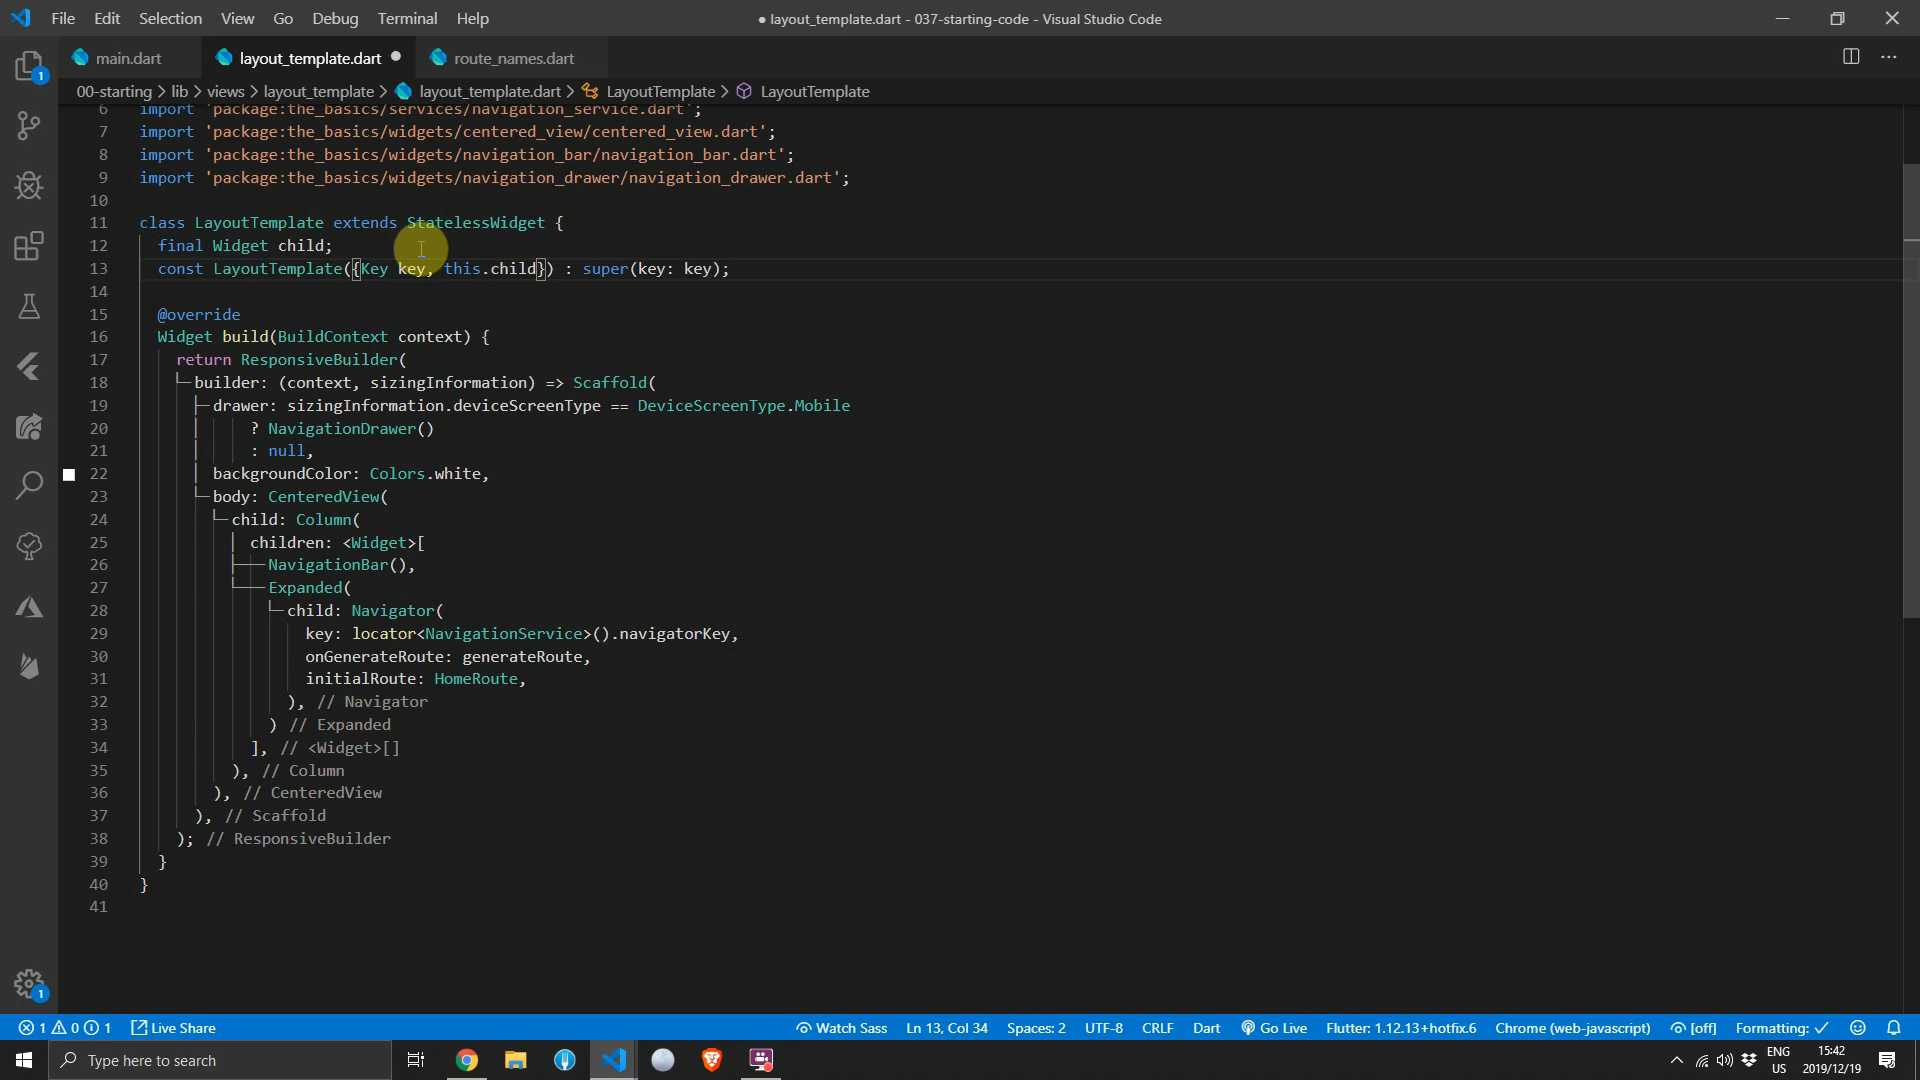 File Edit Selection View Go Debug Terminal Help
● layout_template.dart - 037-starting-code - Visual Studio Code
main.dart
layout_template.dart ●
route_names.dart
00-starting > lib > views > layout_template > layout_template.dart > LayoutTemplate > LayoutTemplate
6 import 'package:the_basics/services/navigation_service.dart';
7 import 'package:the_basics/widgets/centered_view/centered_view.dart';
8 import 'package:the_basics/widgets/navigation_bar/navigation_bar.dart';
9 import 'package:the_basics/widgets/navigation_drawer/navigation_drawer.dart';
10
11 class LayoutTemplate extends StatelessWidget {
12 final Widget child;
13 const LayoutTemplate({Key key, this.child}) : super(key: key);
14
15 @override
16 Widget build(BuildContext context) {
17 return ResponsiveBuilder(
18 builder: (context, sizingInformation) => Scaffold(
19 drawer: sizingInformation.deviceScreenType == DeviceScreenType.Mobile
20 ? NavigationDrawer()
21 : null,
22 backgroundColor: Colors.white,
23 body: CenteredView(
24 child: Column(
25 children: <Widget>[
26 NavigationBar(),
27 Expanded(
28 child: Navigator(
29 key: locator<NavigationService>().navigatorKey,
30 onGenerateRoute: generateRoute,
31 initialRoute: HomeRoute,
32 ), // Navigator
33 ) // Expanded
34 ], // <Widget>[]
35 ), // Column
36 ), // CenteredView
37 ), // Scaffold
38 ); // ResponsiveBuilder
39 }
40 }
41
1
1
1 0 1 Live Share
Watch Sass Ln 13, Col 34 Spaces: 2 UTF-8 CRLF Dart Go Live Flutter: 1.12.13+hotfix.6 Chrome (web-javascript) [off] Formatting: ✓
Type here to search
ENG
US
15:42
2019/12/19